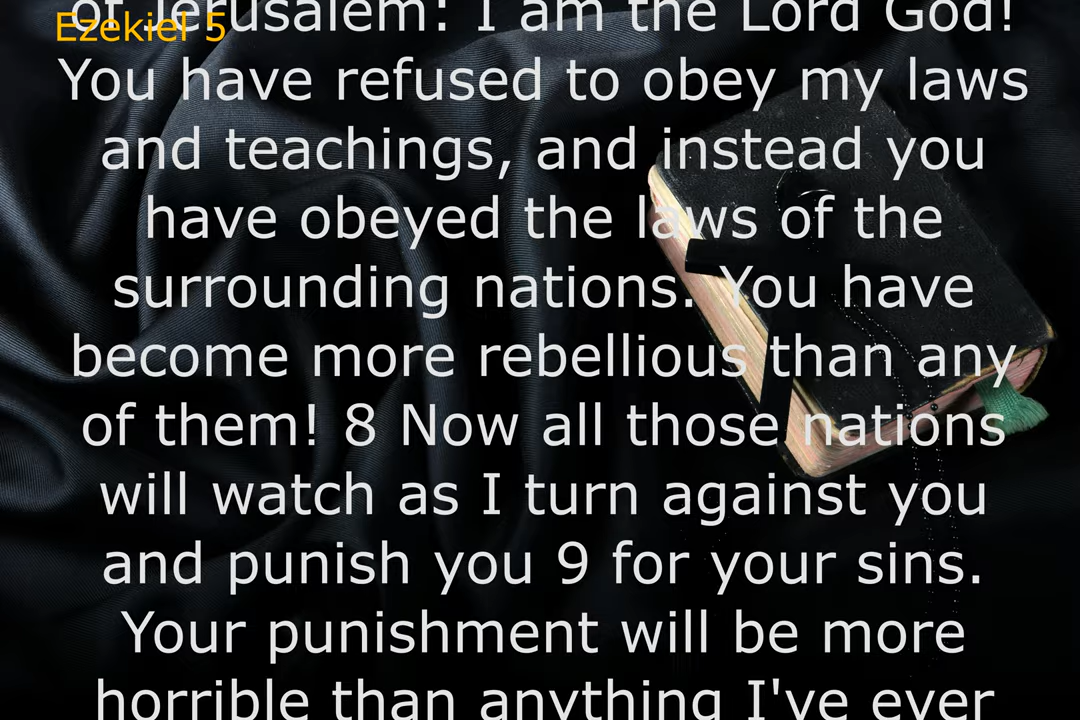 of Jerusalem: I am the Lord God!
Ezekiel 5
You have refused to obey my laws
and teachings, and instead you
have obeyed the laws of the
surrounding nations. You have
become more rebellious than any
of them! 8 Now all those nations
will watch as I turn against you
and punish you 9 for your sins.
Your punishment will be more
horrible than anything I've ever